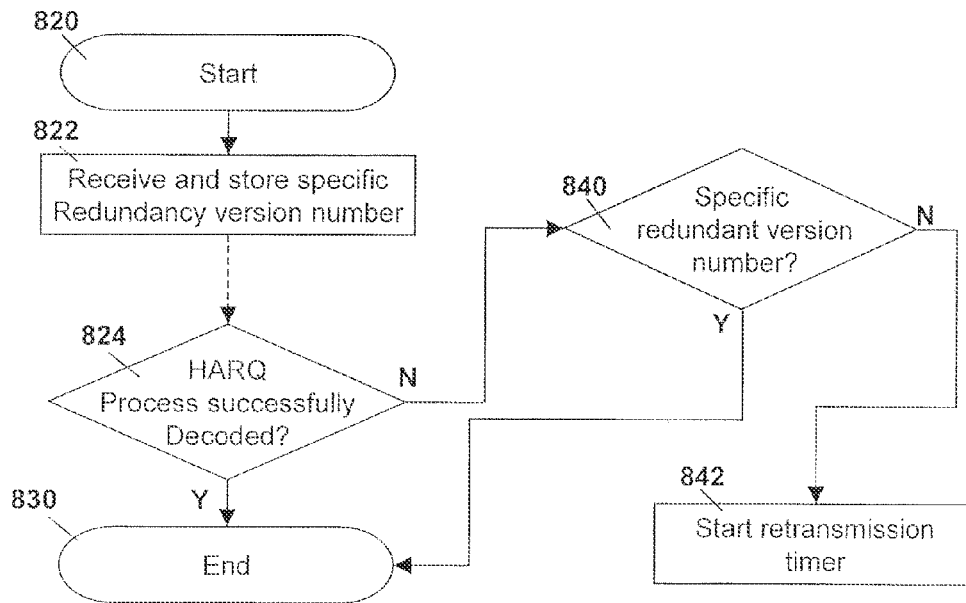 820
Start
822
Receive and store specific
Redundancy version number
824
HARQ
Process successfully
Decoded?
N
Y
830
End
840
Specific
redundant version
number?
N
Y
842
Start retransmission
timer